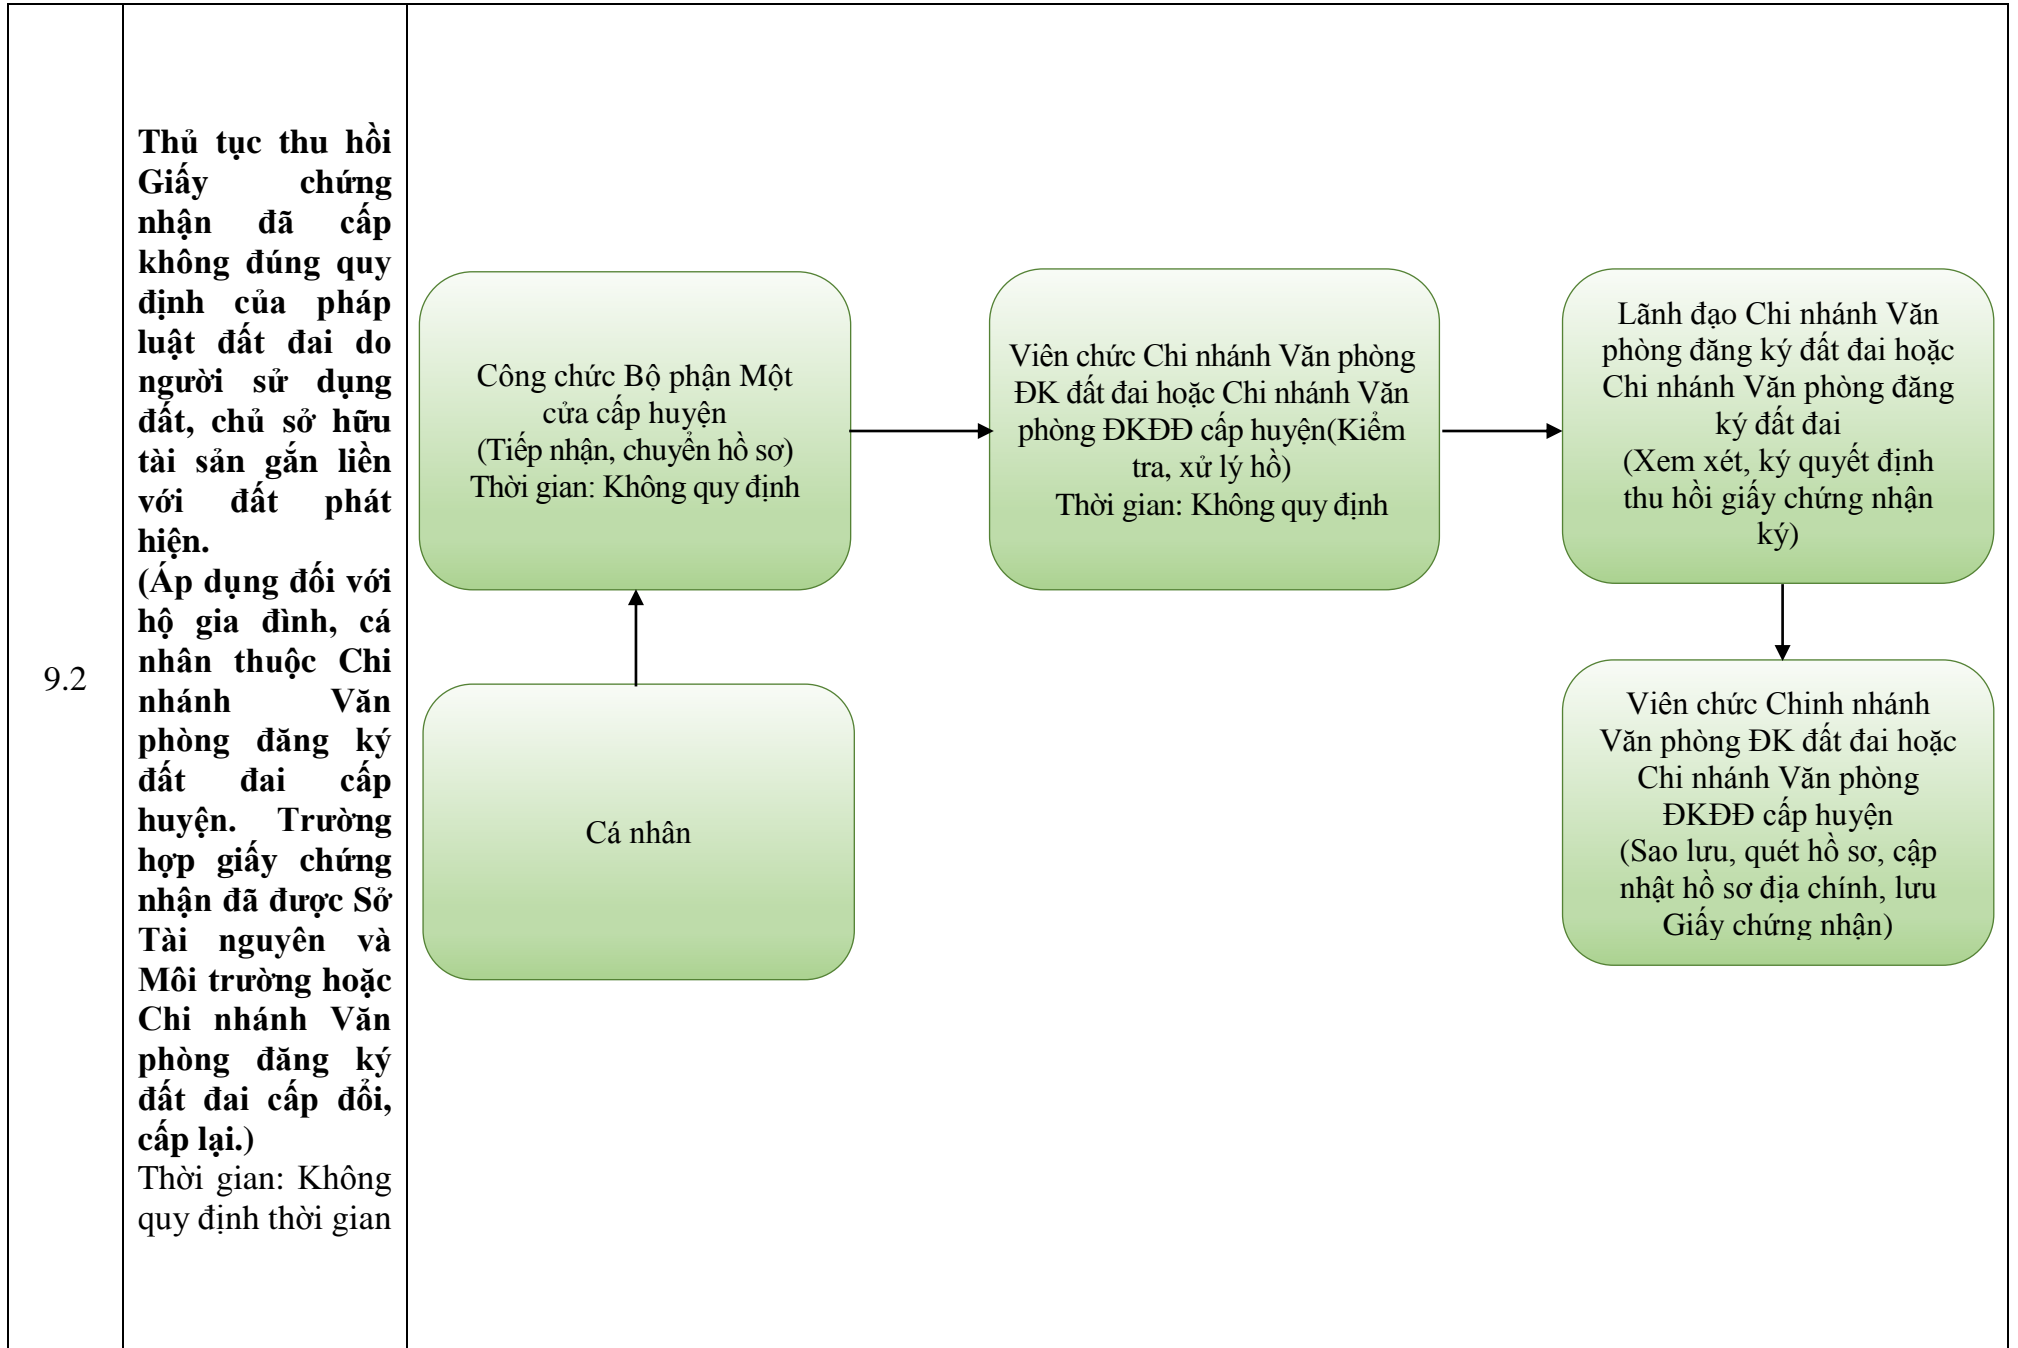 9.2
Thủ tục thu hồi
Giấy chứng
nhận đã cấp
không đúng quy
định của pháp
luật đất đai do
người sử dụng
đất, chủ sở hữu
tài sản gắn liền
với đất phát
hiện.
(Áp dụng đối với
hộ gia đình, cá
nhân thuộc Chi
nhánh Văn
phòng đăng ký
đất đai cấp
huyện. Trường
hợp giấy chứng
nhận đã được Sở
Tài nguyên và
Môi trường hoặc
Chi nhánh Văn
phòng đăng ký
đất đai cấp đổi,
cấp lại.)
Thời gian: Không
quy định thời gian
Công chức Bộ phận Một
cửa cấp huyện
(Tiếp nhận, chuyển hồ sơ)
Thời gian: Không quy định
Viên chức Chi nhánh Văn phòng
ĐK đất đai hoặc Chi nhánh Văn
phòng ĐKĐĐ cấp huyện(Kiểm
tra, xử lý hồ)
Thời gian: Không quy định
Lãnh đạo Chi nhánh Văn
phòng đăng ký đất đai hoặc
Chi nhánh Văn phòng đăng
ký đất đai
(Xem xét, ký quyết định
thu hồi giấy chứng nhận
ký)
Cá nhân
Viên chức Chinh nhánh
Văn phòng ĐK đất đai hoặc
Chi nhánh Văn phòng
ĐKĐĐ cấp huyện
(Sao lưu, quét hồ sơ, cập
nhật hồ sơ địa chính, lưu
Giấy chứng nhận)